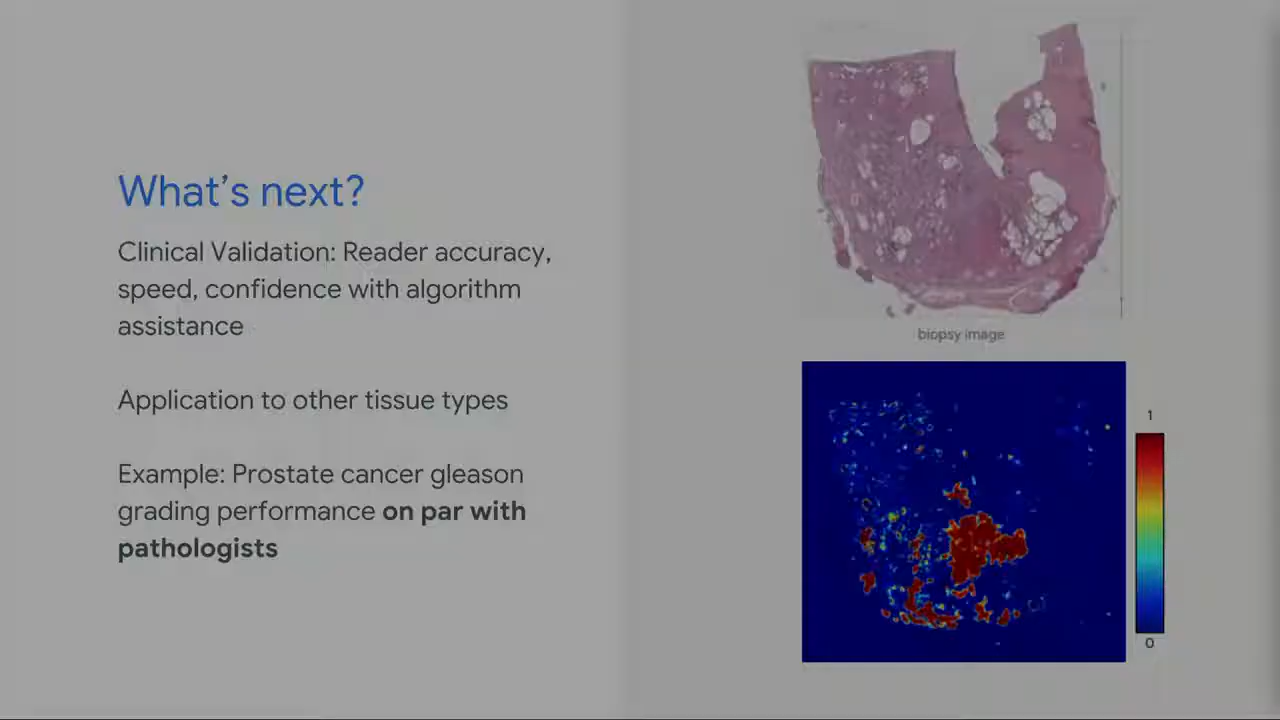 What's next?
Clinical Validation: Reader accuracy,
speed, confidence with algorithm
assistance
Application to other tissue types
Example: Prostate cancer gleason
grading performance on par with
pathologists
biopsy image
1
0